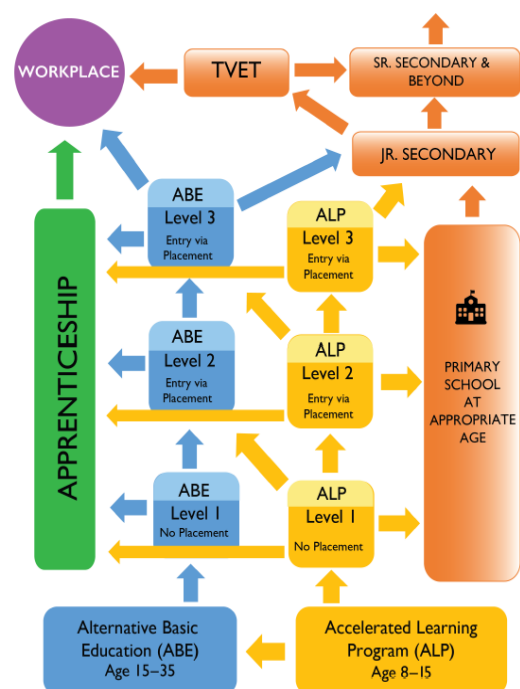 WORKPLACE
TVET
SR. SECONDARY &
BEYOND
JR. SECONDARY
ABE
Level 3
Entry via
Placement
ALP
Level 3
Entry via
Placement
ABE
Level 2
Entry via
Placement
ALP
Level 2
Entry via
Placement
ABE
Level 1
No Placement
ALP
Level 1
No Placement
APPRENTICESHIP
PRIMARY
SCHOOL
AT
APPROPRIATE
AGE
Alternative Basic
Education (ABE)
Age 15–35
Accelerated Learning
Program (ALP)
Age 8–15